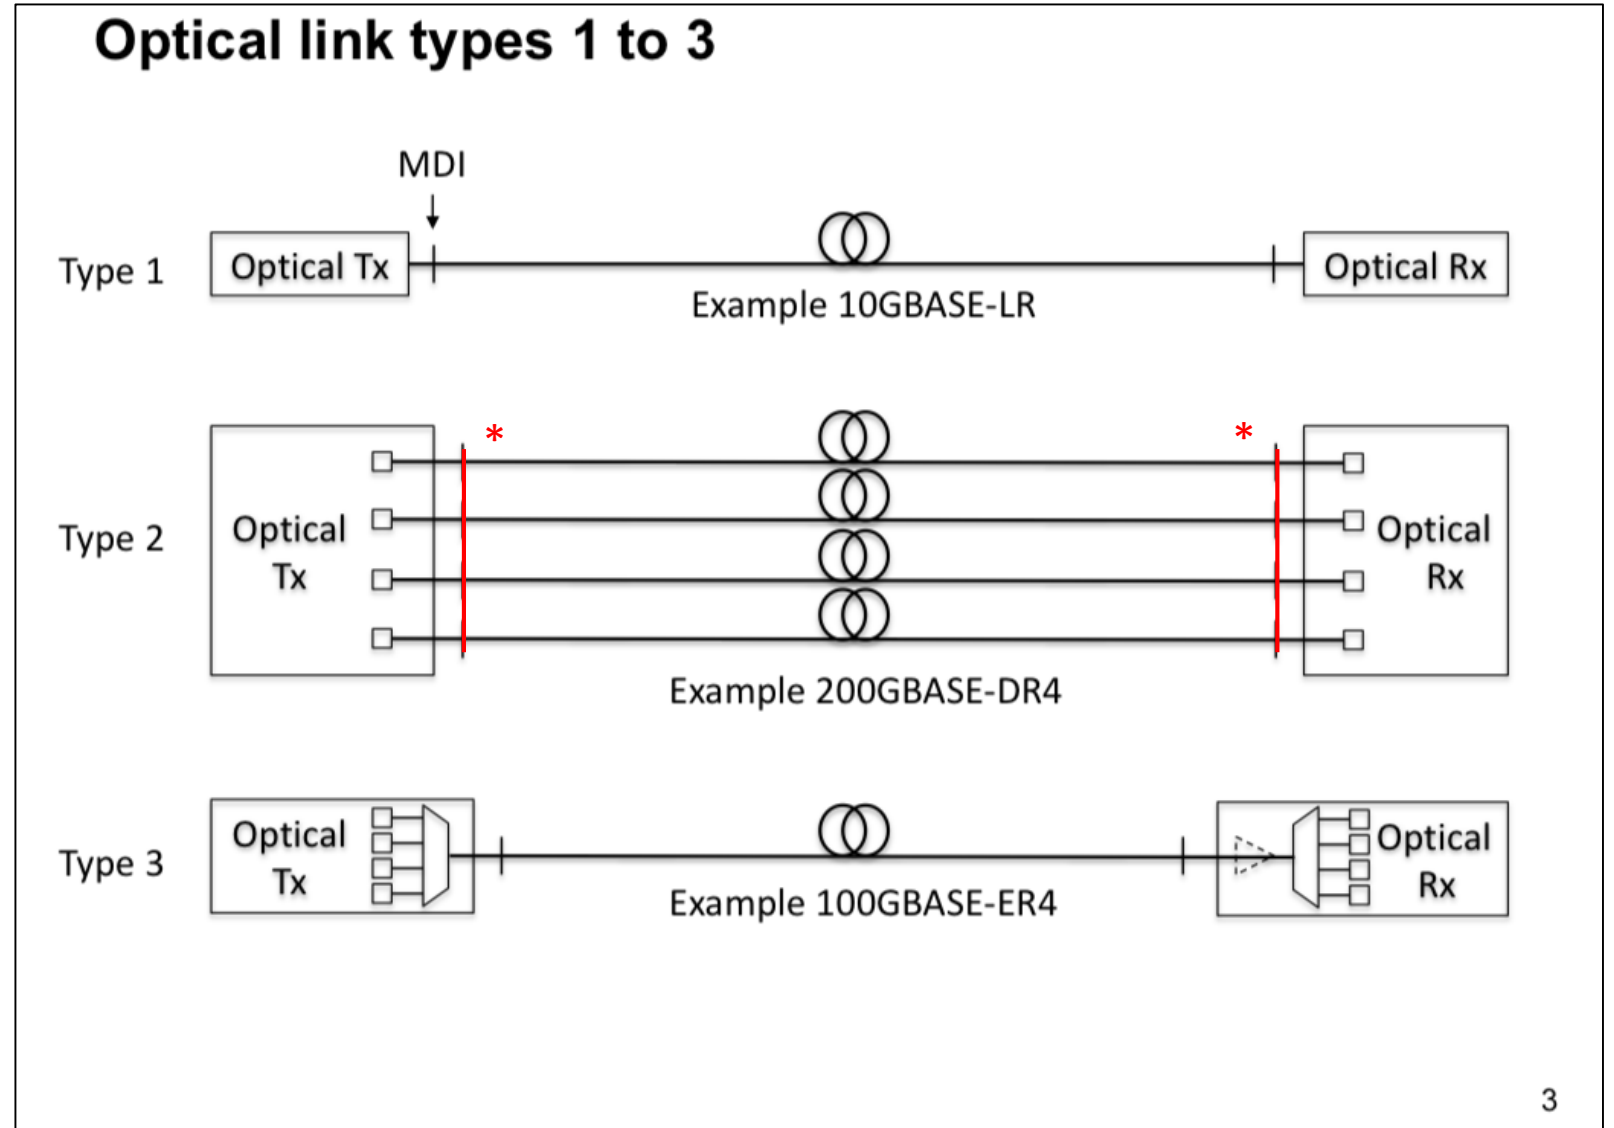 Optical link types 1 to 3
MDI
Type 1
Optical Tx
Optical Rx
Example 10GBASE-LR
*
*
Type 2
Optical
Tx
Optical
Rx
Example 200GBASE-DR4
Type 3
Optical
Tx
Optical
Rx
Example 100GBASE-ER4
3